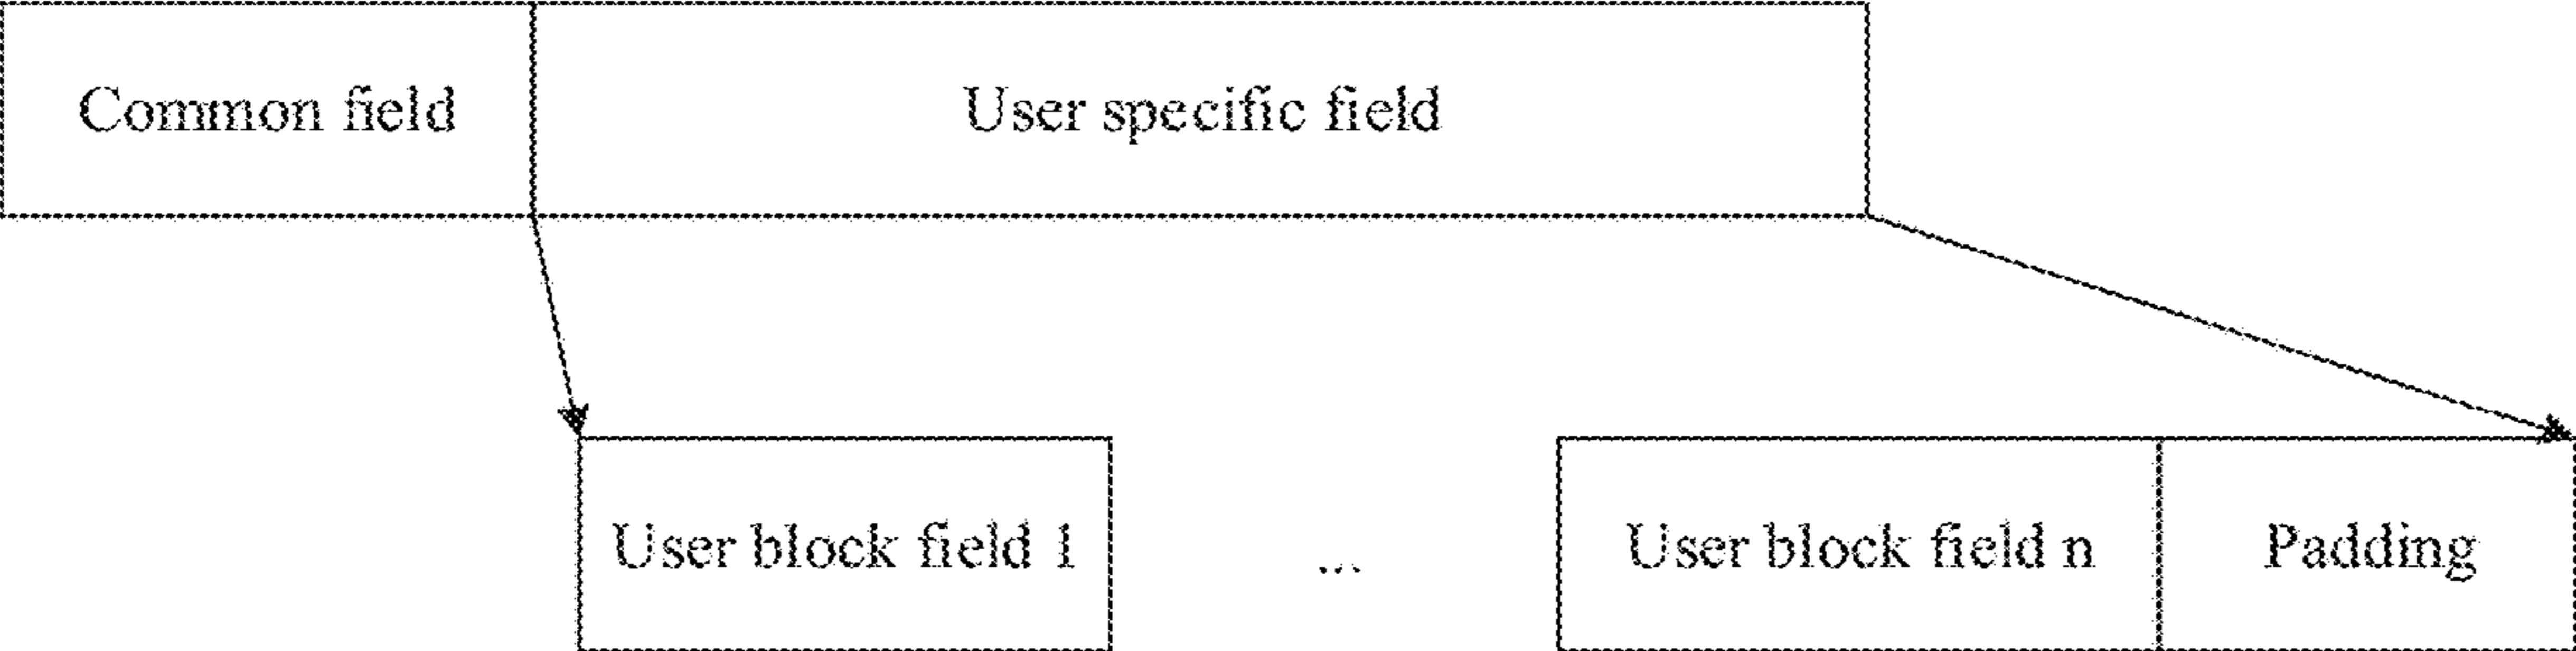 Common field
User specific field
User block field 1
...
User block field n
Padding